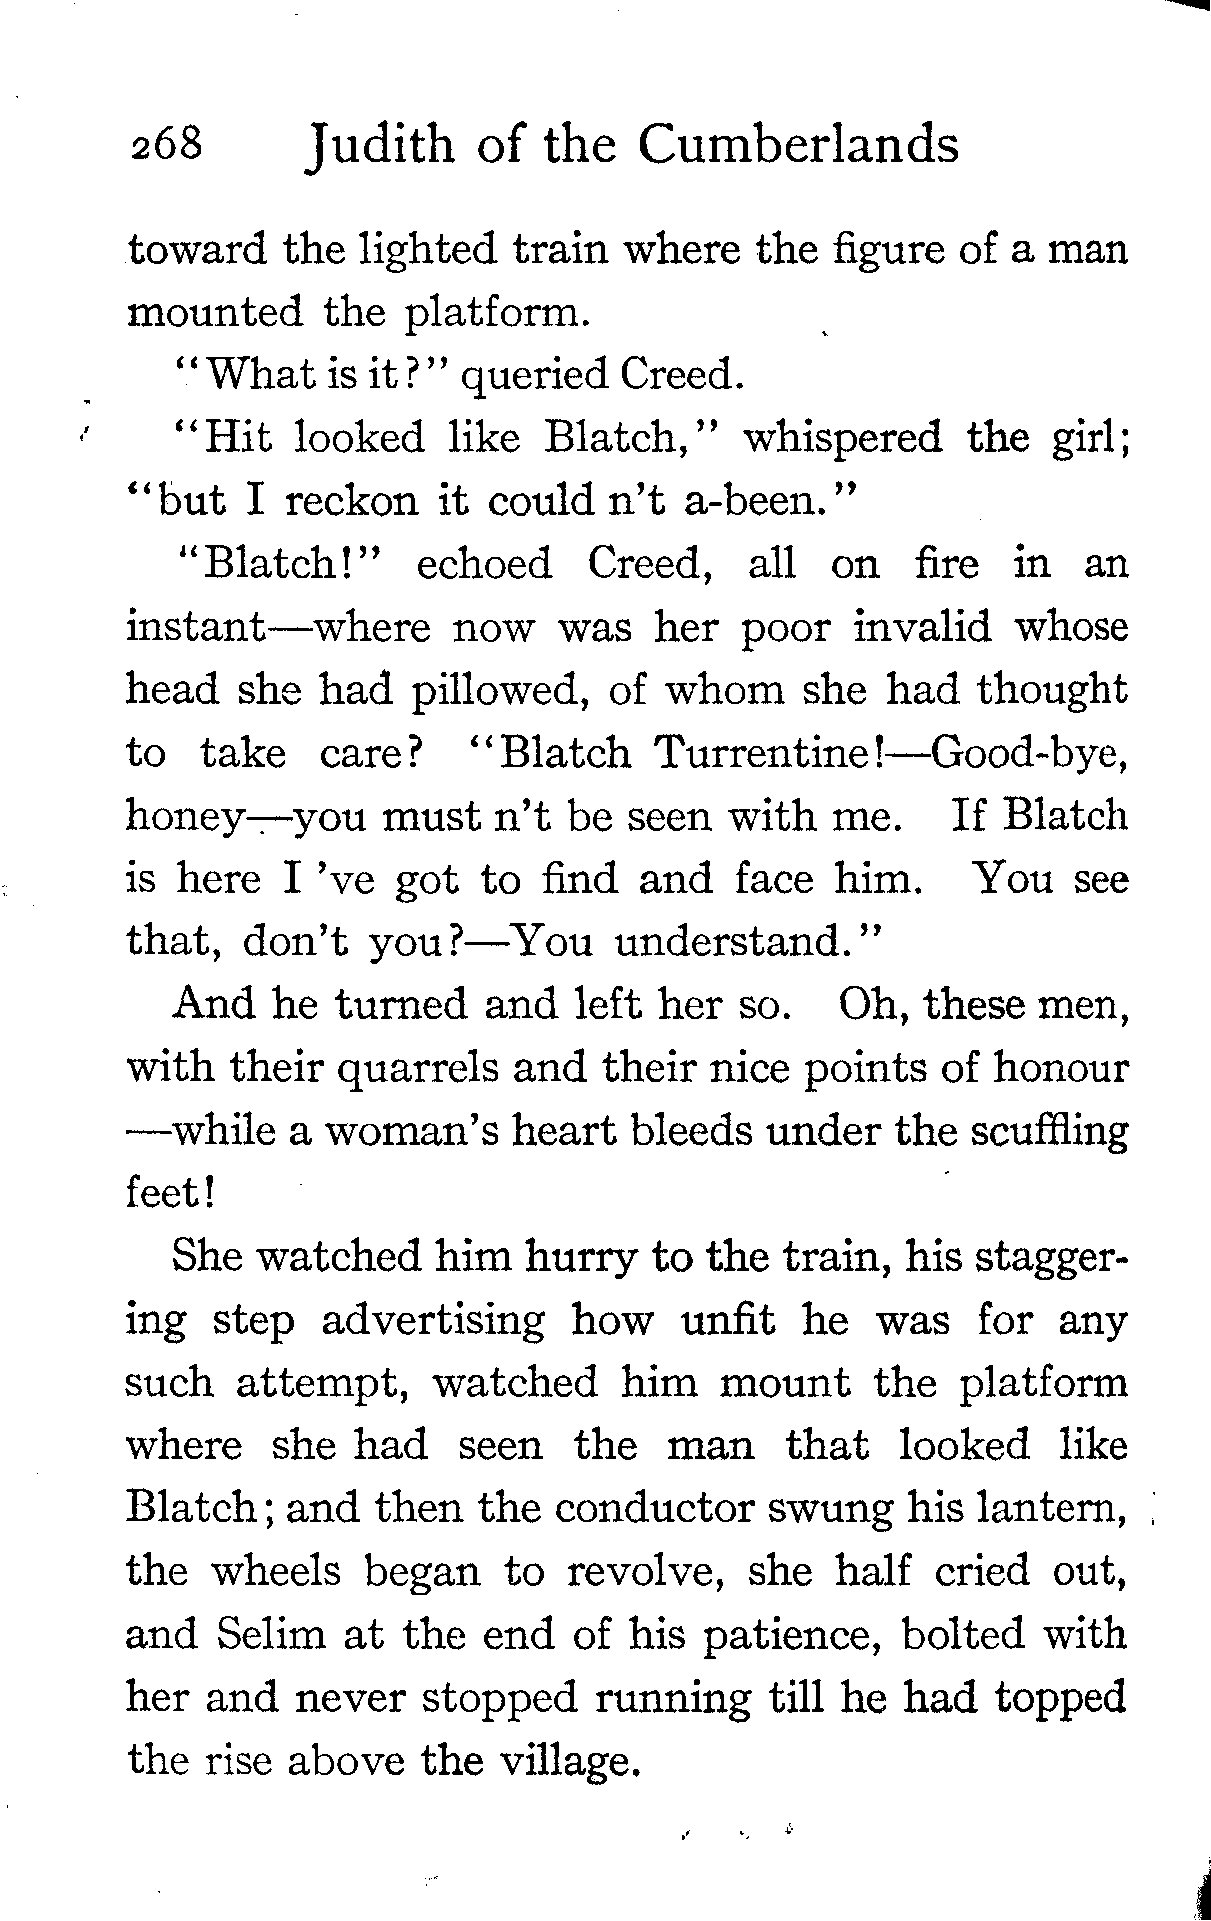 268 Judith of the Cumberlands
toward the lighted train where the figure of a man
mounted the platform.
"What is it?" queried Creed.
"Hit looked like Blatch," whispered the girl;
"but I reckon it could n't a-been."
"Blatch!" echoed Creed, all on fire in an
instant—where now was her poor invalid whose
head she had pillowed, of whom she had thought
to take care? "Blatch Turrentine!—Good-bye,
honey—you must n't be seen with me. If Blatch
is here I 've got to find and face him. You see
that, don't you?—You understand."
And he turned and left her so. Oh, these men,
with their quarrels and their nice points of honour
—while a woman's heart bleeds under the scuffling
feet!
She watched him hurry to the train, his stagger-
ing step advertising how unfit he was for any
such attempt, watched him mount the platform
where she had seen the man that looked like
Blatch; and then the conductor swung his lantern,
the wheels began to revolve, she half cried out,
and Selim at the end of his patience, bolted with
her and never stopped running till he had topped
the rise above the village.